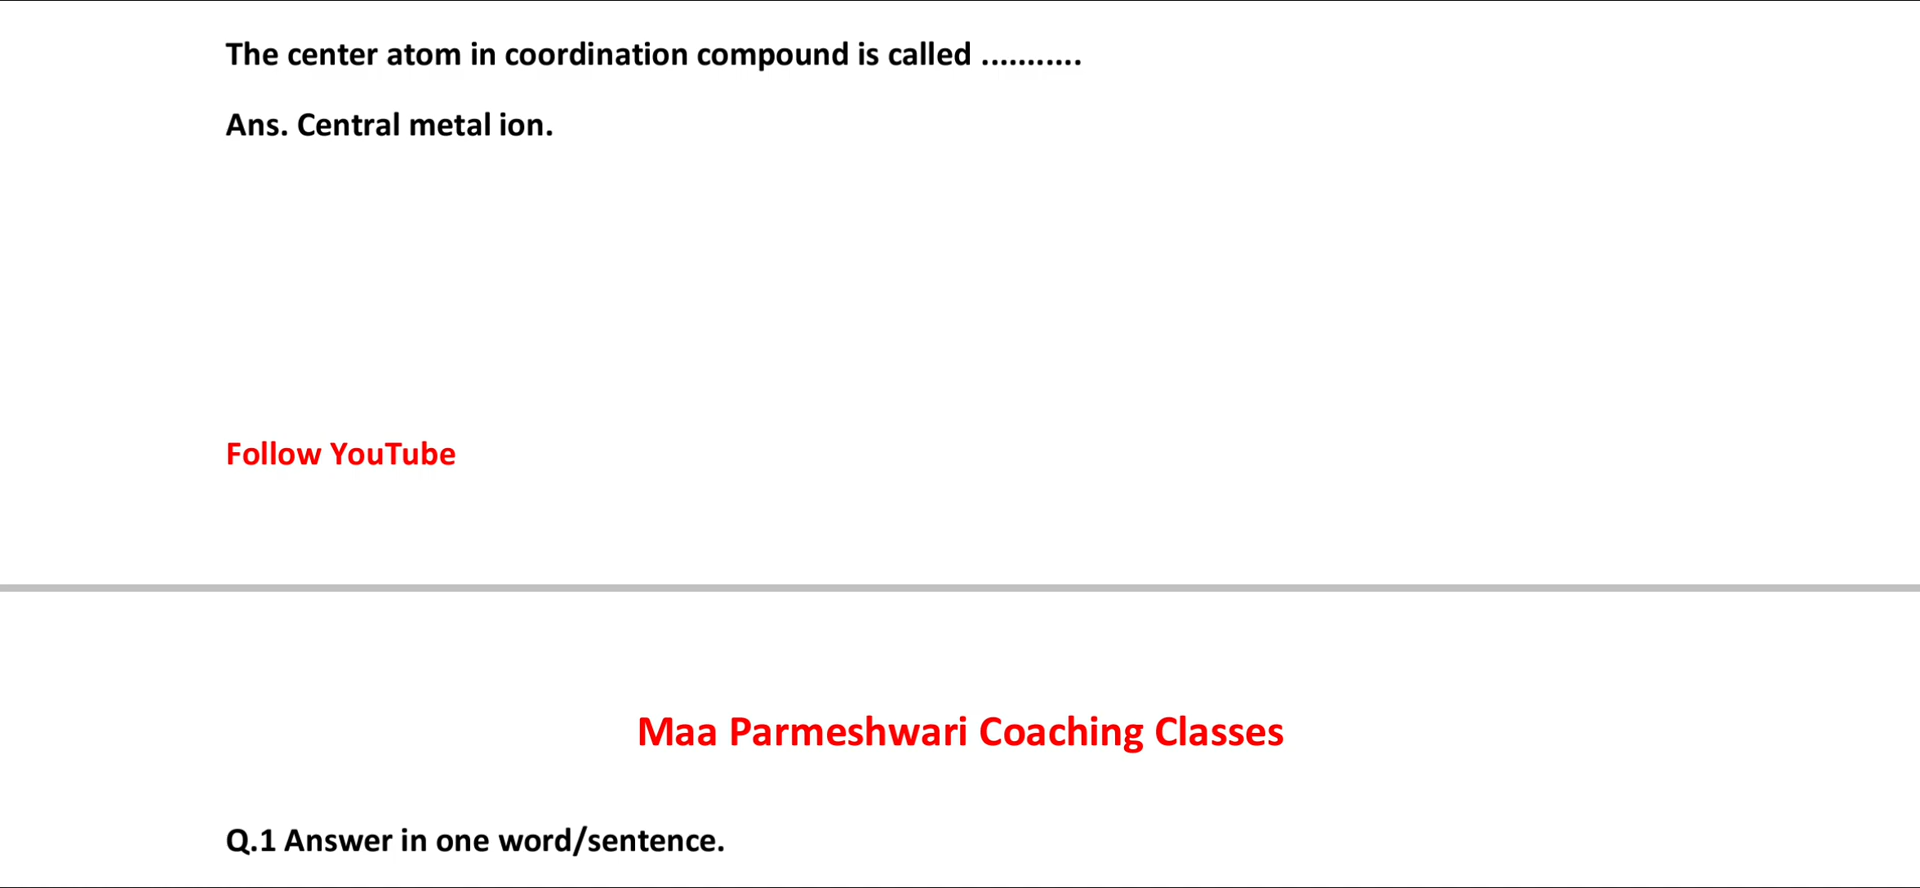 The center atom in coordination compound is called ...........
Ans. Central metal ion.
Follow YouTube
Maa Parmeshwari Coaching Classes
Q.1 Answer in one word/sentence.